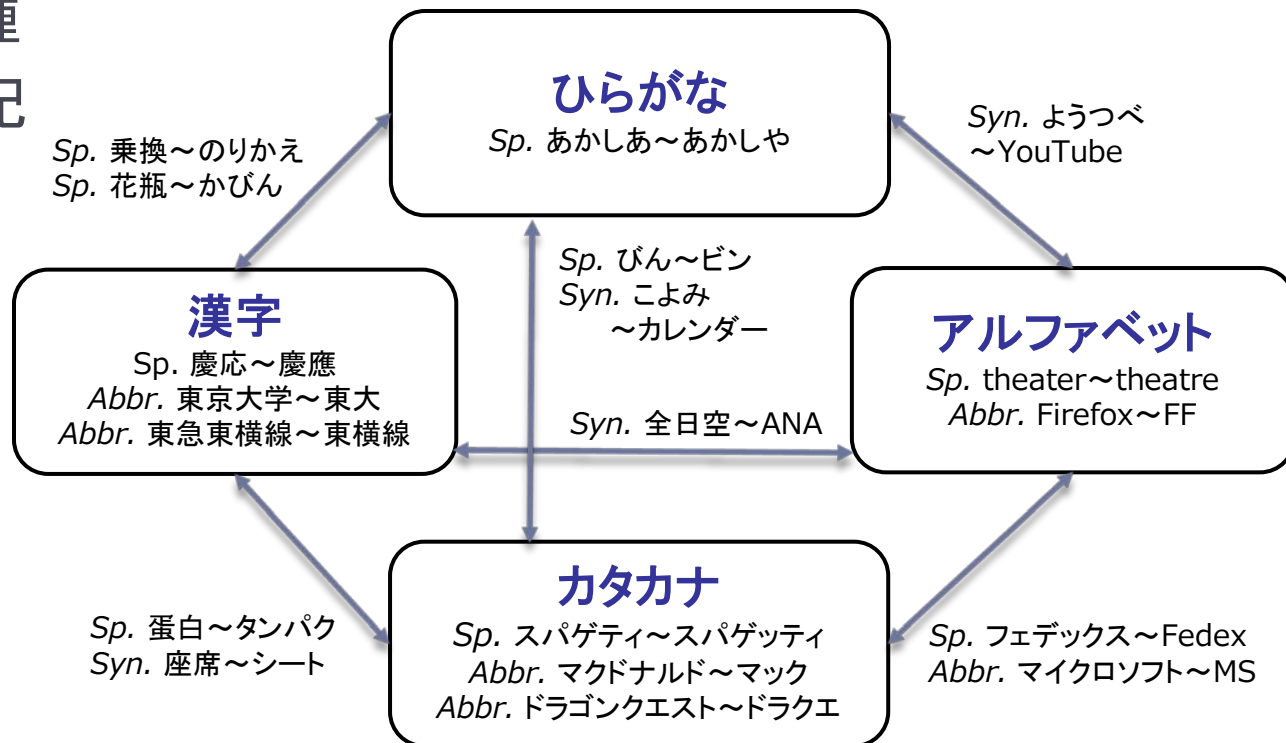 記
ひらがな
Sp. あかしあ～あかしや
Sp. 乗換～のりかえ
Sp. 花瓶～かびん
Syn. ようつべ
～YouTube
Sp. びん～ビン
Syn. こよみ
～カレンダー
漢字
Sp. 慶応～慶應
Abbr. 東京大学～東大
Abbr. 東急東横線～東横線
アルファベット
Sp. theater～theatre
Abbr. Firefox～FF
Syn. 全日空～ANA
カタカナ
Sp. スパゲティ～スパゲッティ
Abbr. マクドナルド～マック
Abbr. ドラゴンクエスト～ドラクエ
Sp. 蛋白～タンパク
Syn. 座席～シート
Sp. フェデックス～Fedex
Abbr. マイクロソフト～MS